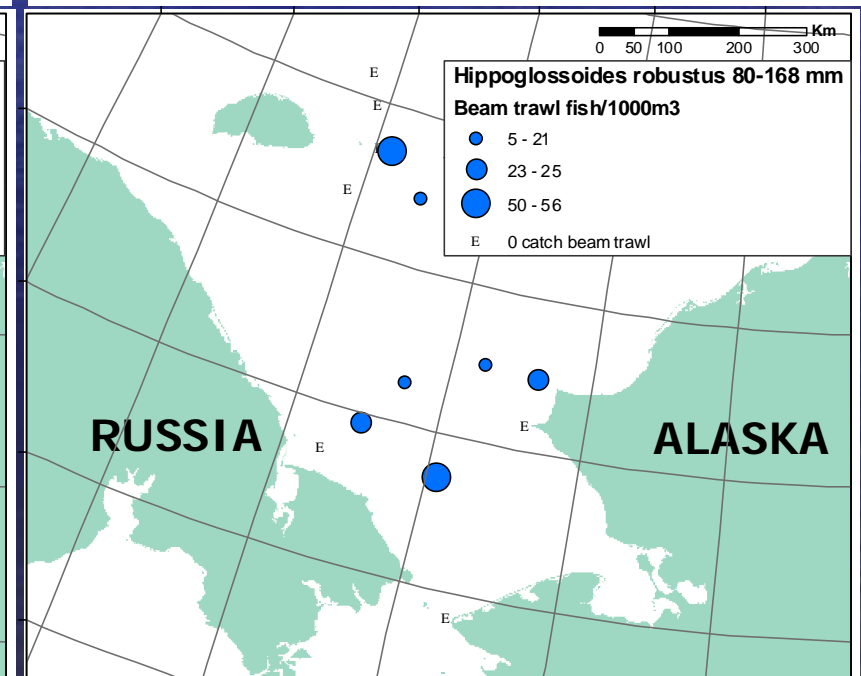 Km
0 50 100 200 300
Hippoglossoides robustus 80-168 mm
Beam trawl fish/1000m3
5 - 21
23 - 25
50 - 56
E 0 catch beam trawl
E
E
E
RUSSIA
ALASKA
E
E
E